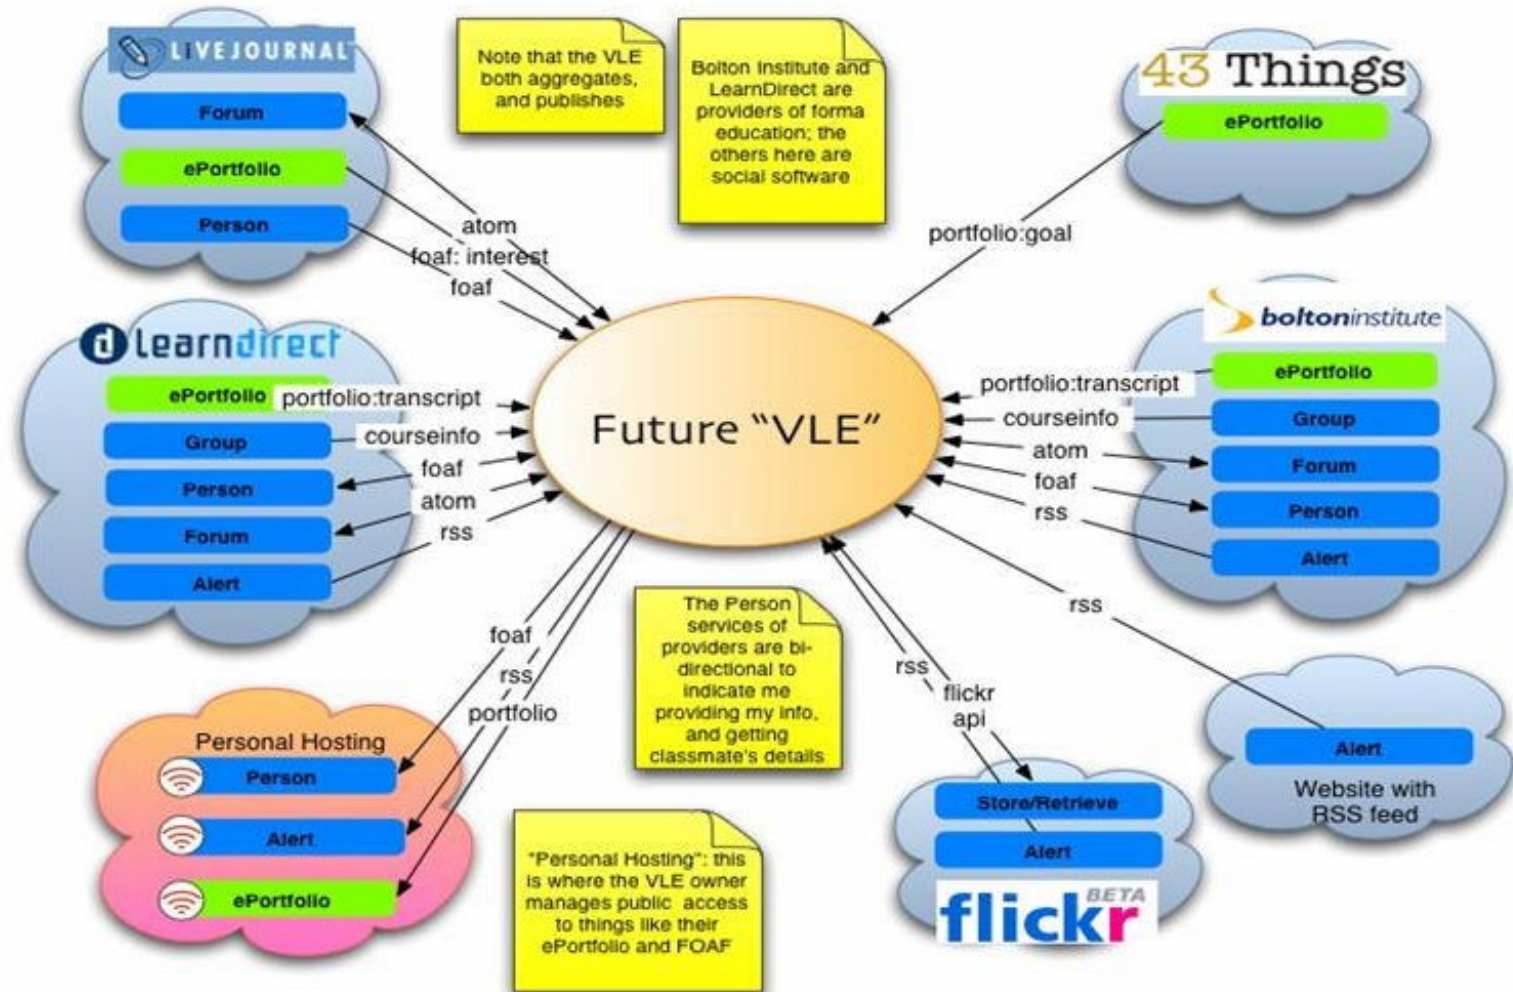 LiVEJOURNAL
Forum
ePortfolio
Person
atom
foaf: interest
foaf
Note that the VLE
both aggregates,
and publishes
Bolton Institute and
LearnDirect are
providers of forma
education; the
others here are
social software
43 Things
ePortfolio
portfolio:goal
d learndirect
ePortfolio
Group
Person
Forum
Alert
portfolio:transcript
courseinfo
foaf
atom
rss
Future “VLE”
boltoninstitute
ePortfolio
Group
Forum
Person
Alert
portfolio:transcript
courseinfo
atom
foaf
rss
foaf
rss
portfolio
Personal Hosting
Person
Alert
ePortfolio
The Person
services of
providers are bi-
directional to
indicate me
providing my info,
and getting
classmate's details
"Personal Hosting": this
is where the VLE owner
manages public access
to things like their
ePortfolio and FOAF
rss
flickr
api
Store/Retrieve
Alert
flickr BETA
rss
Alert
Website with
RSS feed